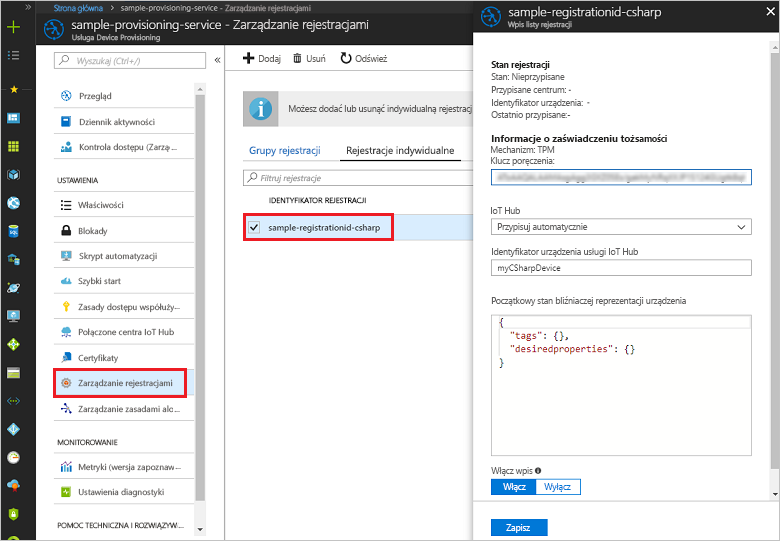 Strona główna > sample-provisioning-service - Zarządzanie rejestracjami
sample-provisioning-service - Zarządzanie rejestracjami
Usługa Device Provisioning
Wyszukaj (Ctrl+/)
Przegląd
Dziennik aktywności
Kontrola dostępu (Zarzą...
USTAWIENIA
Właściwości
Blokady
Skrypt automatyzacji
Szybki start
Zasady dostępu współuży...
Połączone centra IoT Hub
Certyfikaty
Zarządzanie rejestracjami
Zarządzanie zasadami alo...
MONITOROWANIE
Metryki (wersja zapoznaw...
Ustawienia diagnostyki
POMOC TECHNICZNA I ROZWIĄZYW...
Dodaj
Usuń
Odśwież
Możesz dodać lub usunąć indywidualną rejestracj
Grupy rejestracji
Rejestracje indywidualne
Filtruj rejestracje
IDENTYFIKATOR REJESTRACJI
sample-registrationid-csharp
sample-registrationid-csharp
Wpis listy rejestracji
Stan rejestracji
Stan: Nieprzypisane
Przypisane centrum: -
Identyfikator urządzenia: -
Ostatnio przypisane:-
Informacje o zaświadczeniu tożsamości
Mechanizm: TPM
Klucz poręczenia:
IoT Hub
Przypisuj automatycznie
Identyfikator urządzenia usługi IoT Hub
myCSharpDevice
Początkowy stan bliźniaczej reprezentacji urządzenia
{
"tags": {},
"desiredproperties": {}
}
Włącz wpis
Włącz
Wyłącz
Zapisz